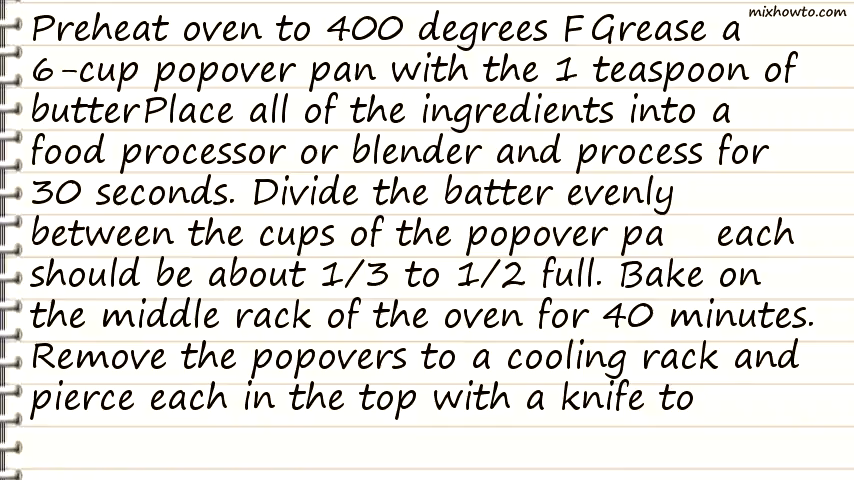 mixhowto.com
Preheat oven to 400 degrees F Grease a
6-cup popover pan with the 1 teaspoon of
butterPlace all of the ingredients into a
food processor or blender and process for
30 seconds. Divide the batter evenly
between the cups of the popover pa each
should be about 1/3 to 1/2 full. Bake on
the middle rack of the oven for 40 minutes.
Remove the popovers to a cooling rack and
pierce each in the top with a knife to